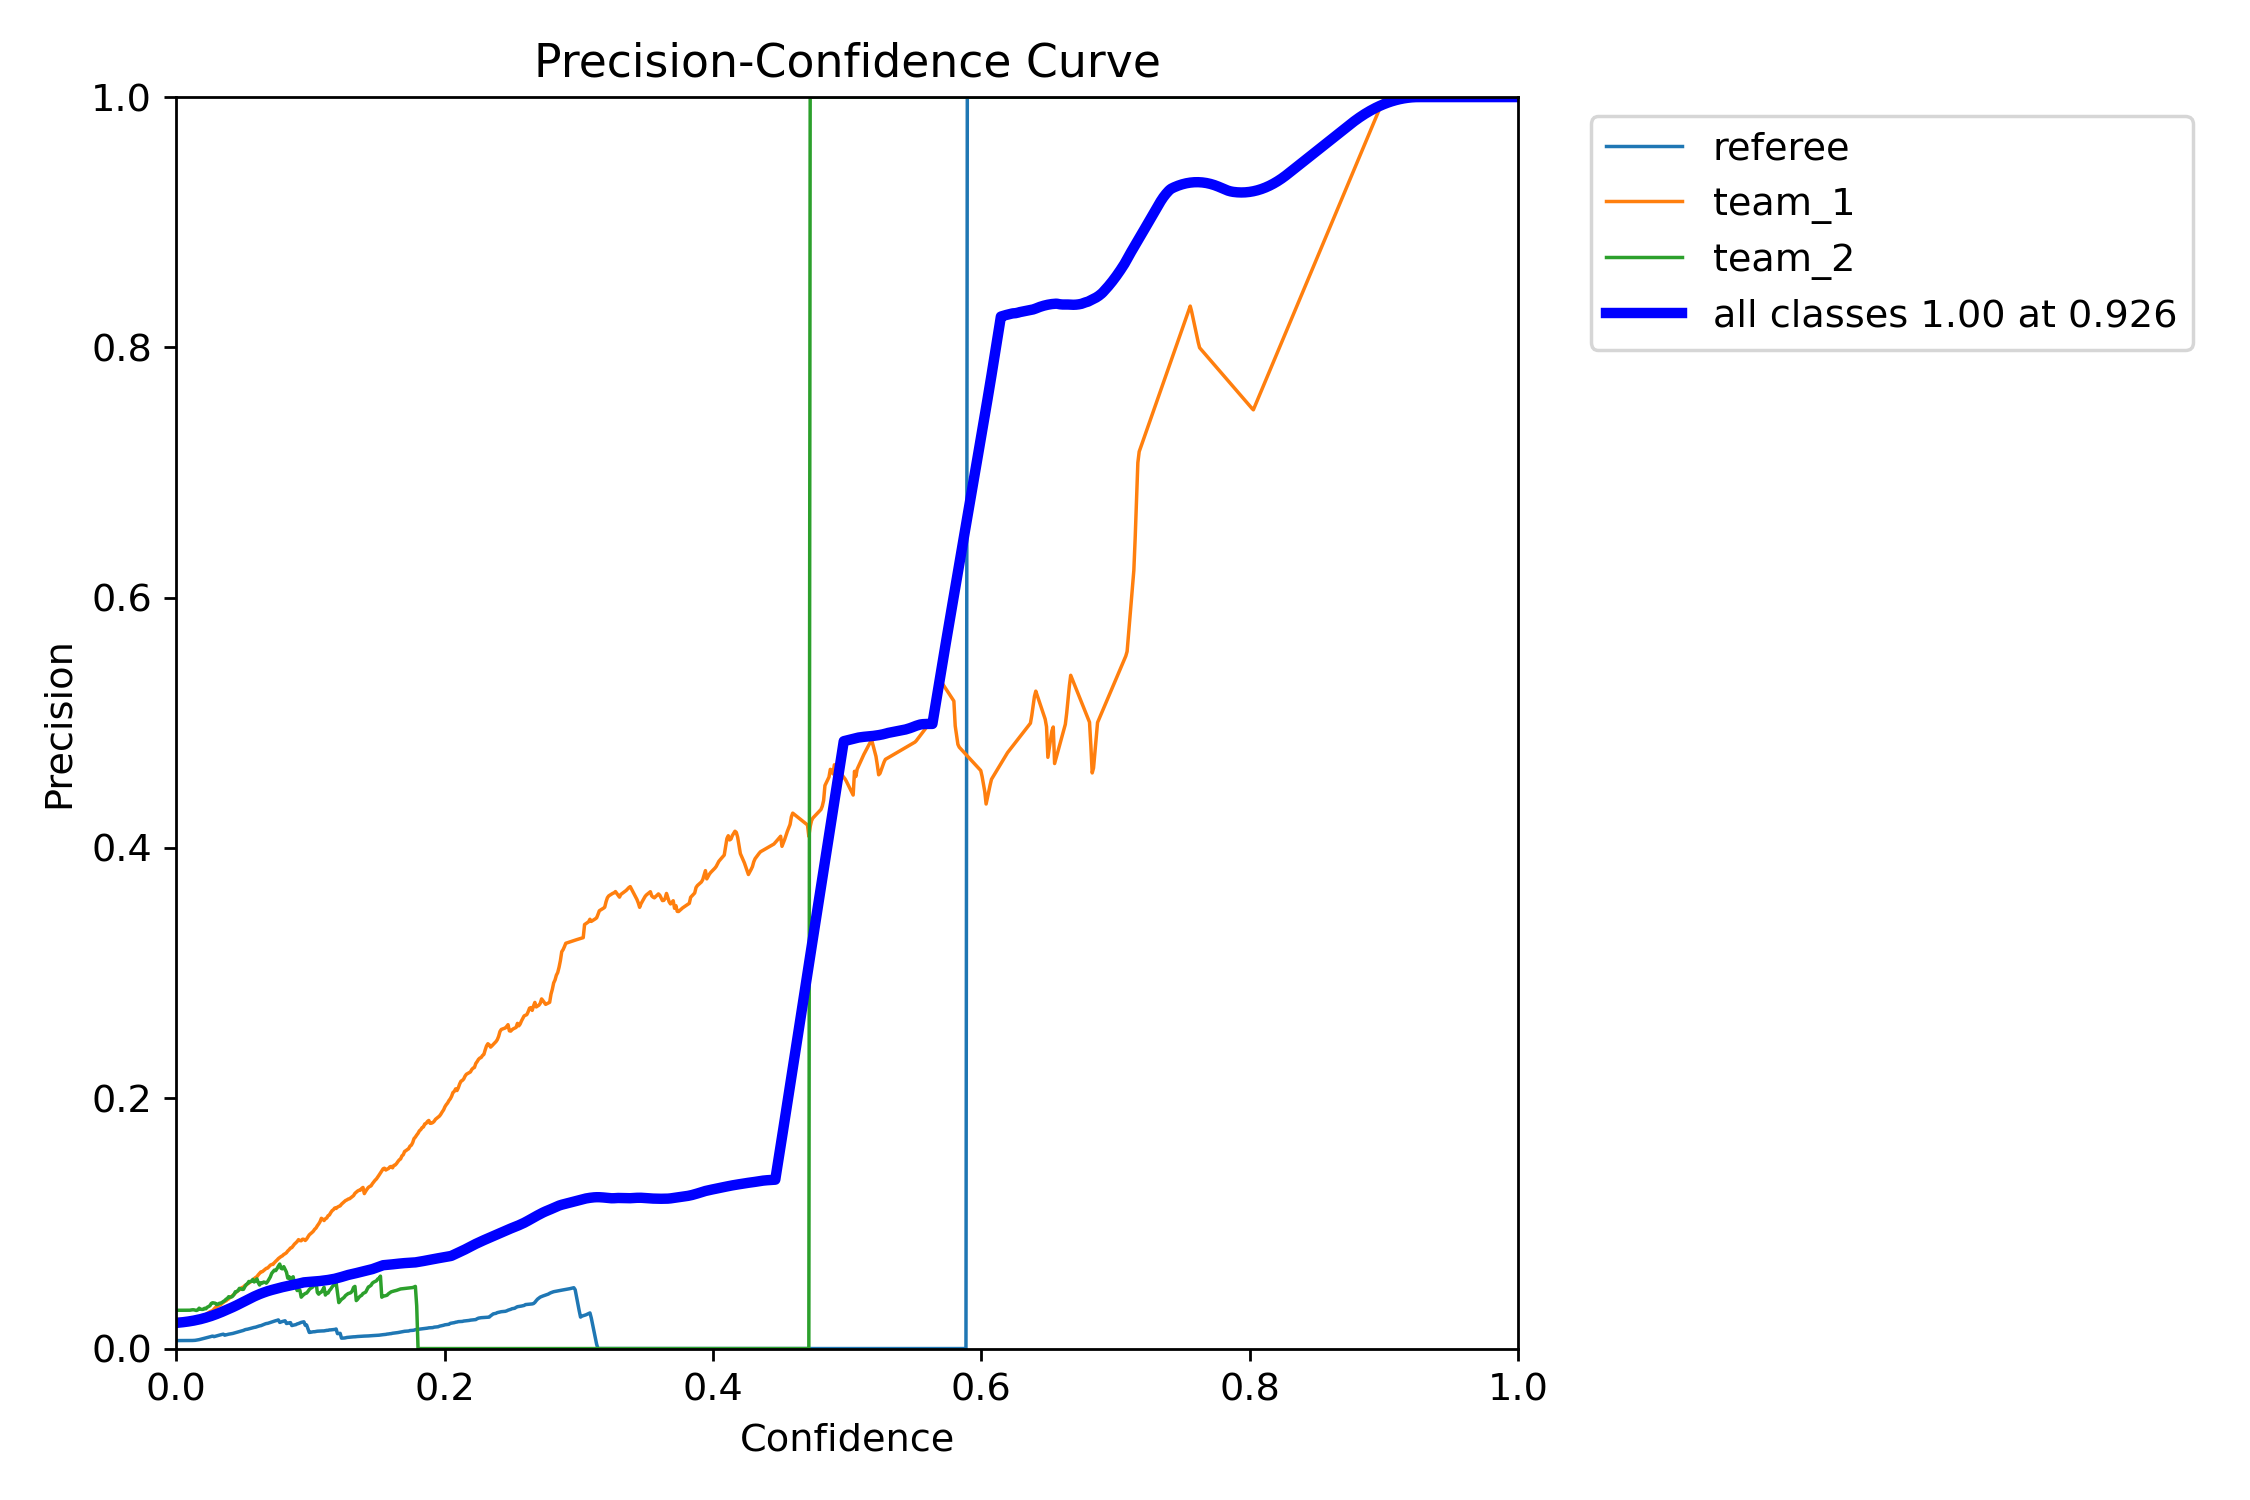 Precision-Confidence Curve
1.0
0.8
0.6
0.4
0.2
0.0
Precision
0.0 0.2 0.4 0.6 0.8 1.0
Confidence
referee
team_1
team_2
all classes 1.00 at 0.926